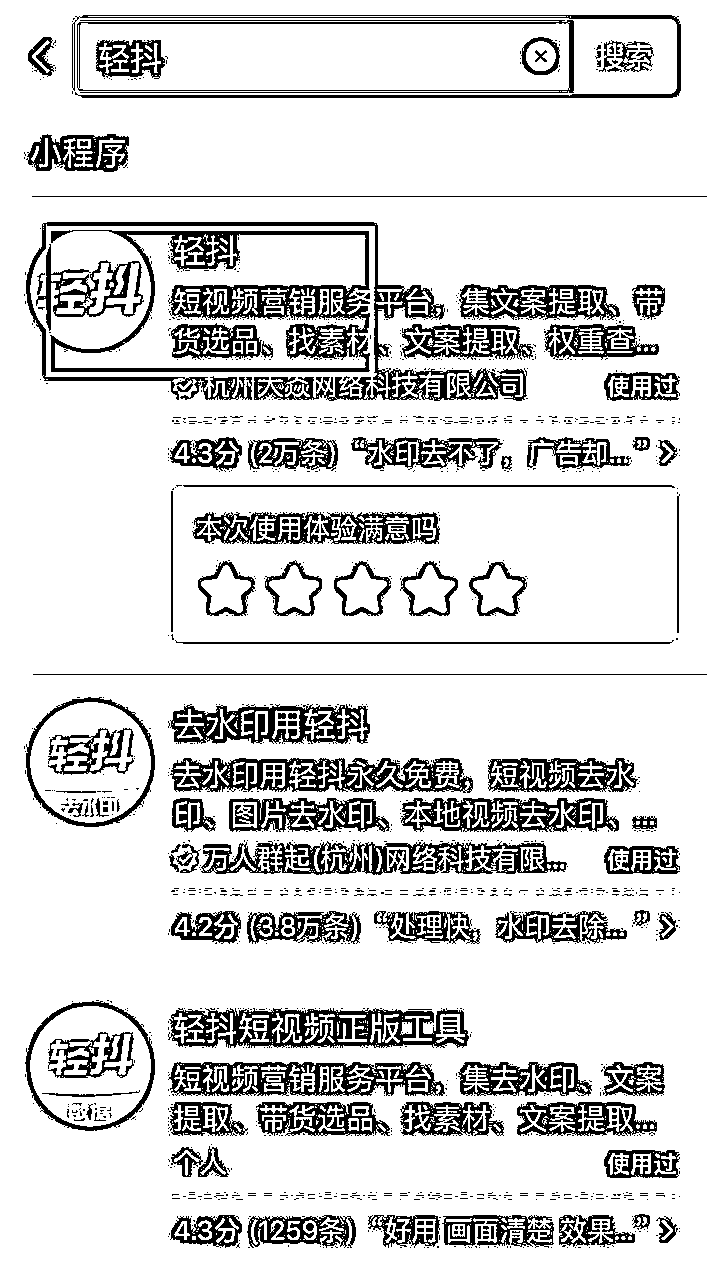 轻抖
搜索
小程序
轻抖
轻抖
短视频营销服务平台，集文案提取、带
货选品、找素材、文案提取、权重查...
杭州大焱网络科技有限公司
使用过
4.3分 (2万条) “水印去不了，广告却...”
本次使用体验满意吗
轻抖
去水印
去水印用轻抖
去水印用轻抖永久免费，短视频去水
印、图片去水印、本地视频去水印、...
万人群起(杭州)网络科技有限...
使用过
4.2分 (3.8万条) “处理快，水印去除...”
轻抖
数据
轻抖短视频正版工具
短视频营销服务平台，集去水印、文案
提取、带货选品、找素材、文案提取...
个人
使用过
4.3分 (1259条) “好用 画面清楚 效果...”